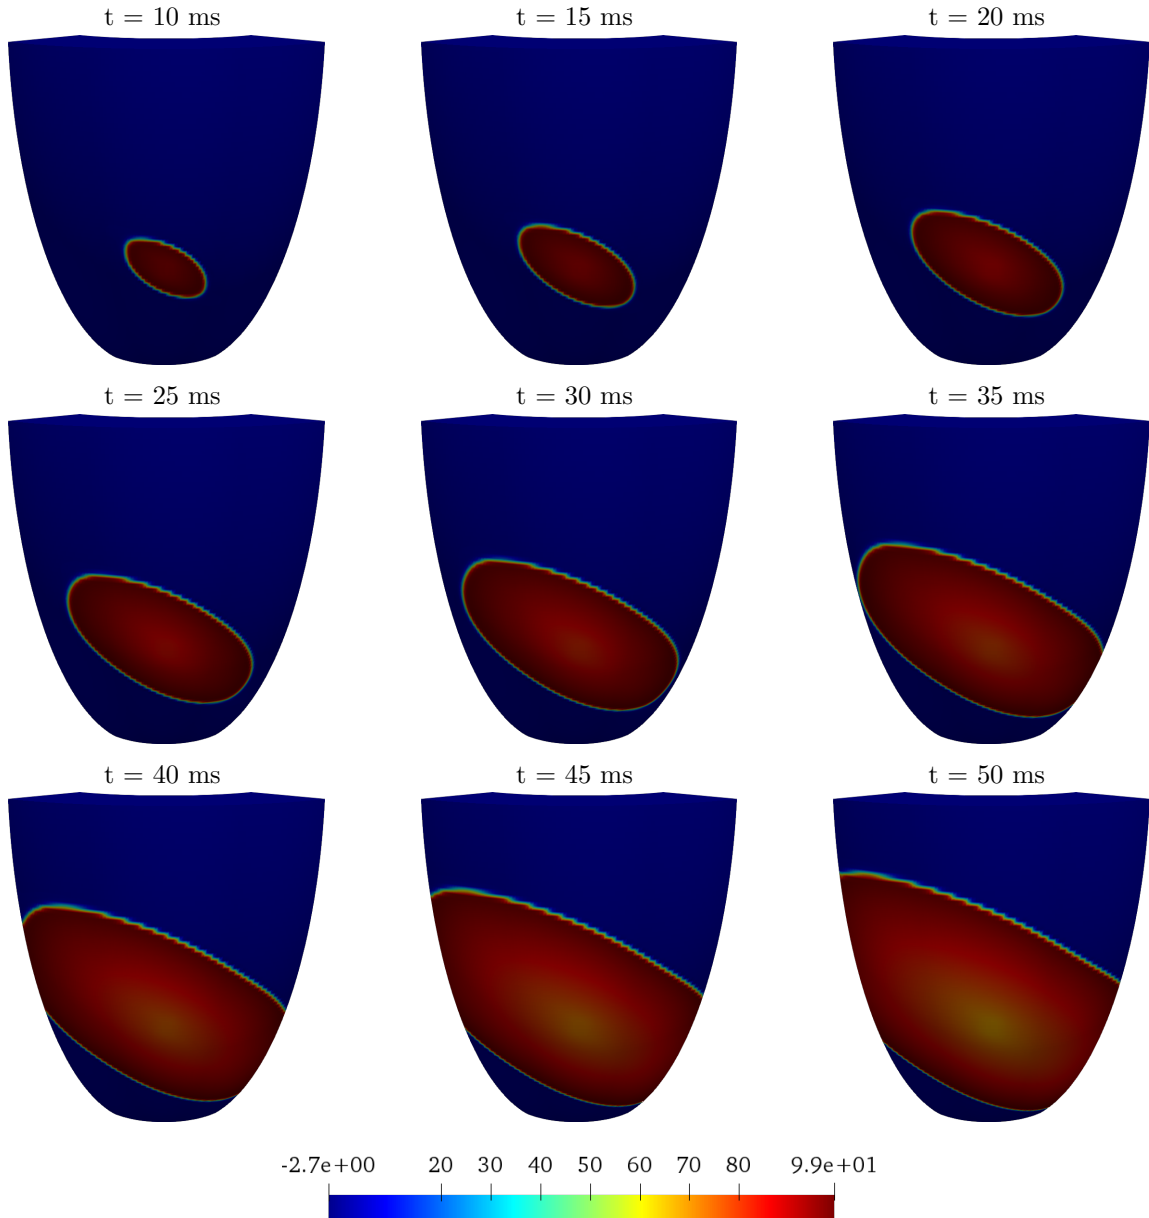 t = 10 ms t = 15 ms t = 20 ms
t = 25 ms t = 30 ms t = 35 ms
t = 40 ms t = 45 ms t = 50 ms
-2.7e+00 20 30 40 50 60 70 80 9.9e+01